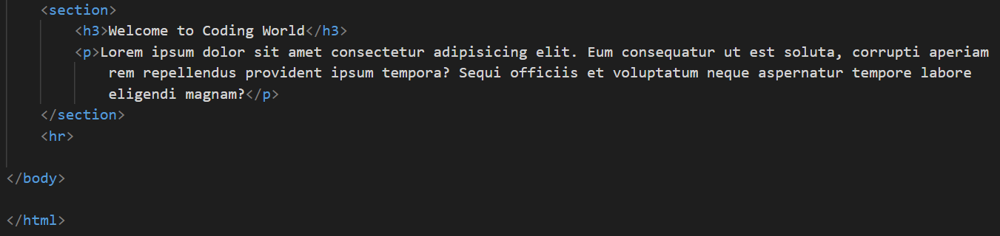 <section>
<h3>Welcome to Coding World</h3>
<p>Lorem ipsum dolor sit amet consectetur adipisicing elit. Eum consequatur ut est soluta, corrupti aperiam
rem repellendus provident ipsum tempora? Sequi officiis et voluptatum neque aspernatur tempore labore
eligendi magnam?</p>
</section>
<hr>
</body>
</html>